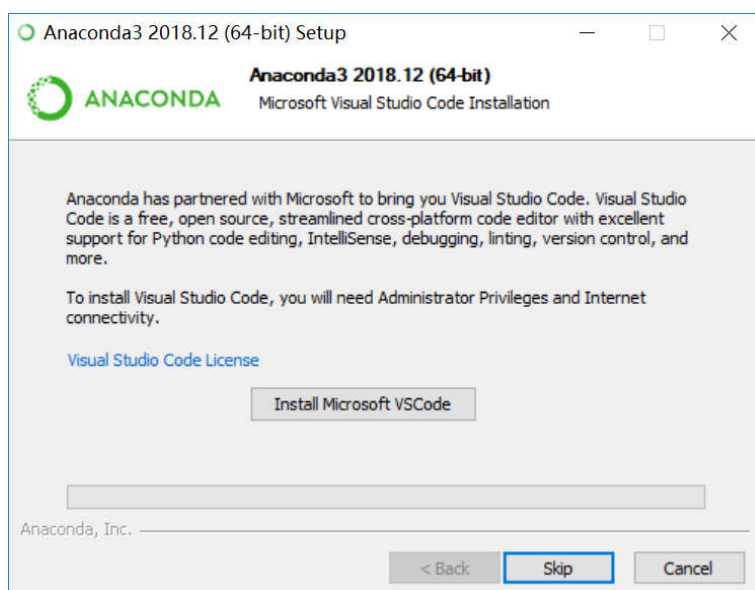 Anaconda3 2018.12 (64-bit) Setup
Anaconda3 2018.12 (64-bit)
ANACONDA
Microsoft Visual Studio Code Installation
Anaconda has partnered with Microsoft to bring you Visual Studio Code. Visual Studio
Code is a free, open source, streamlined cross-platform code editor with excellent
support for Python code editing, IntelliSense, debugging, linting, version control, and
more.
To install Visual Studio Code, you will need Administrator Privileges and Internet
connectivity.
Visual Studio Code License
Install Microsoft VSCode
Anaconda, Inc.
< Back Skip Cancel